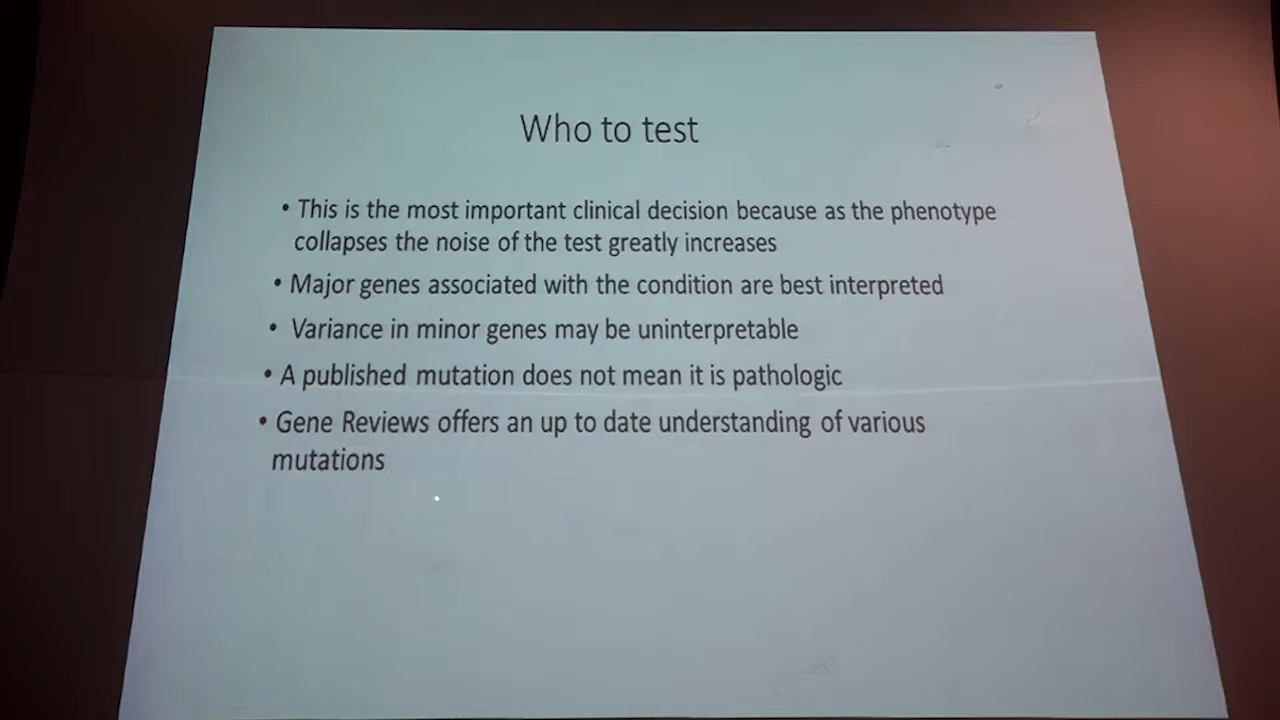 Who to test
• This is the most important clinical decision because as the phenotype
collapses the noise of the test greatly increases
• Major genes associated with the condition are best interpreted
• Variance in minor genes may be uninterpretable
• A published mutation does not mean it is pathologic
• Gene Reviews offers an up to date understanding of various
mutations